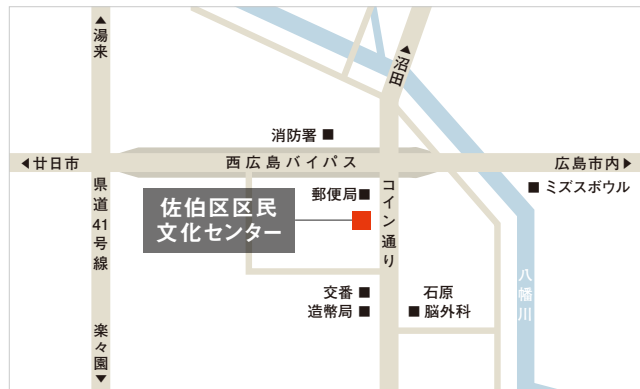 ▲湯来
▲沼田
消防署 ■
◀廿日市
西広島バイパス
広島市内▶
県道41号線
郵便局■
コイン通り
■ ミズスボウル
佐伯区区民
文化センター
八幡川
交番 ■
造幣局 ■
石原
■ 脳外科
楽々園▼